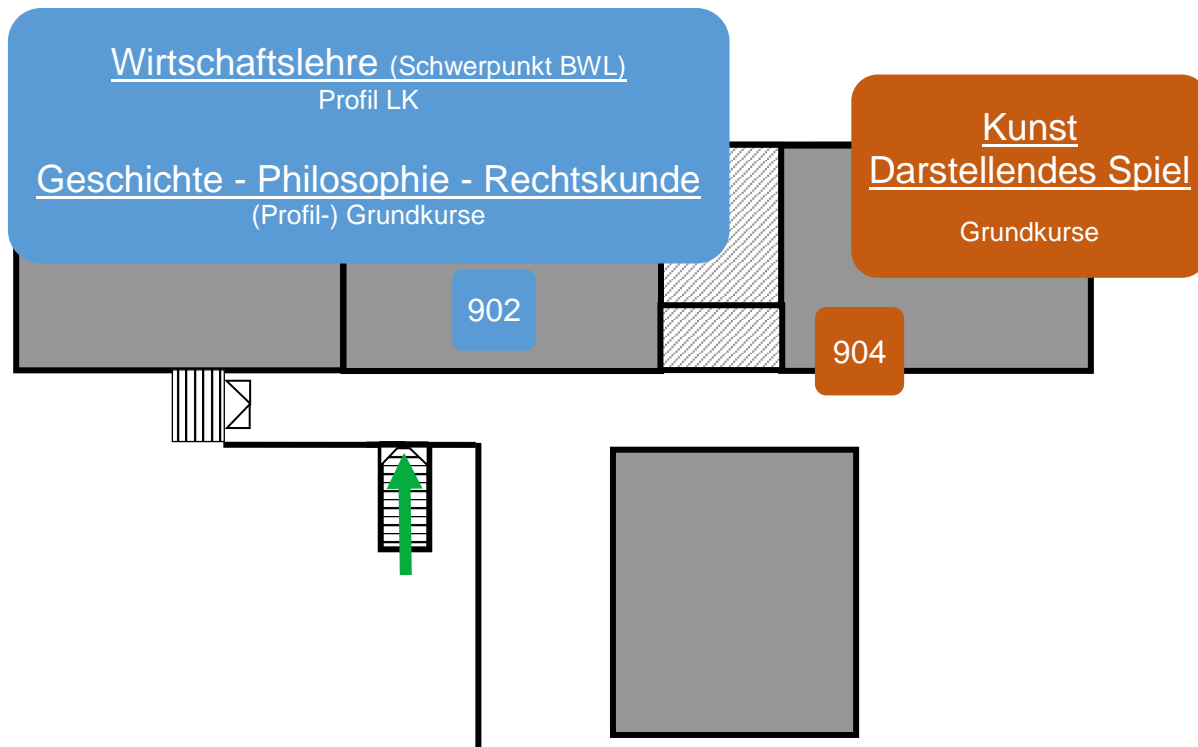 Wirtschaftslehre (Schwerpunkt BWL)
Profil LK
Geschichte - Philosophie - Rechtskunde
(Profil-) Grundkurse
Kunst
Darstellendes Spiel
Grundkurse
902
904